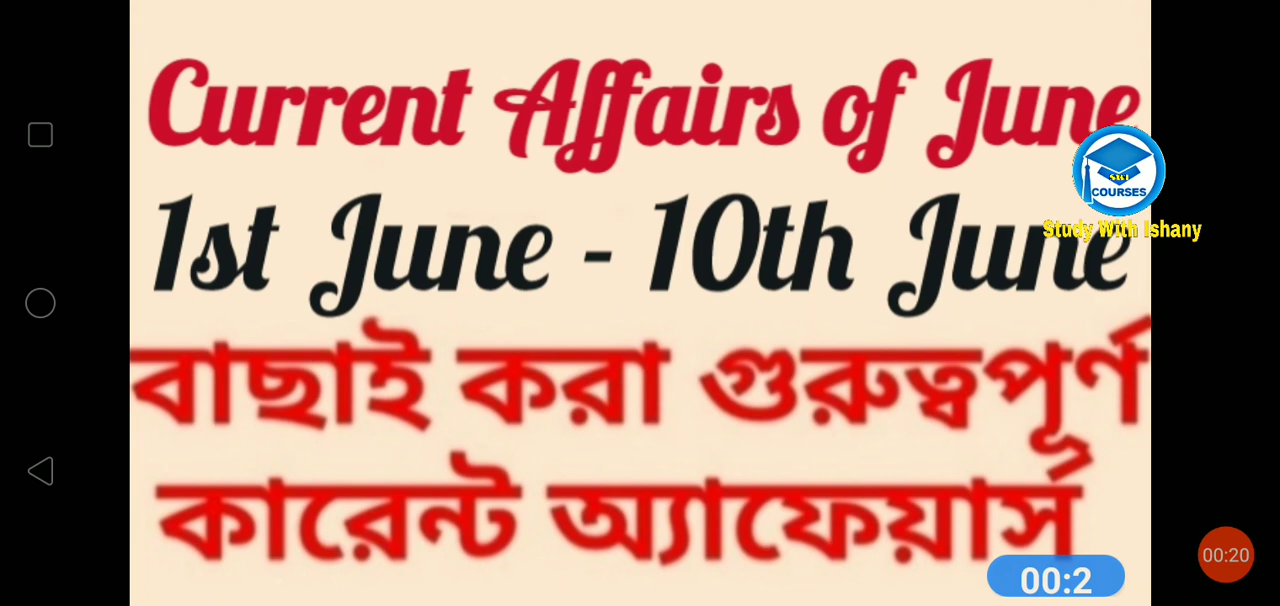 Current Affairs of June
1st June - 10th June
COURSES
Study With Ishany
বাছাই করা গুরুত্বপূর্ণ
কারেন্ট অ্যাফেয়ার্স
00:20
00:2